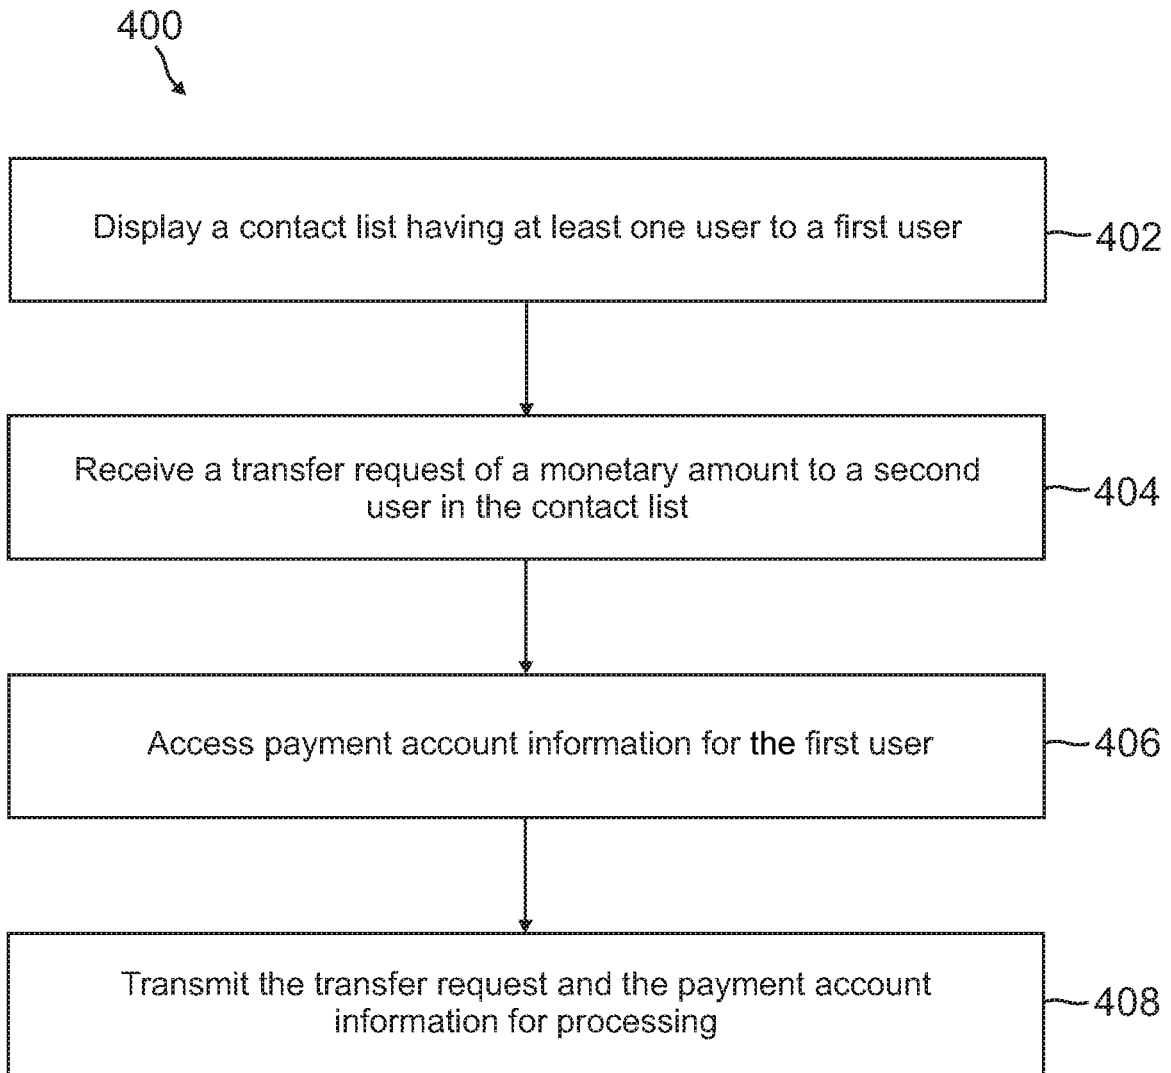 400
Display a contact list having at least one user to a first user
402
Receive a transfer request of a monetary amount to a second
user in the contact list
404
Access payment account information for the first user
406
Transmit the transfer request and the payment account
information for processing
408